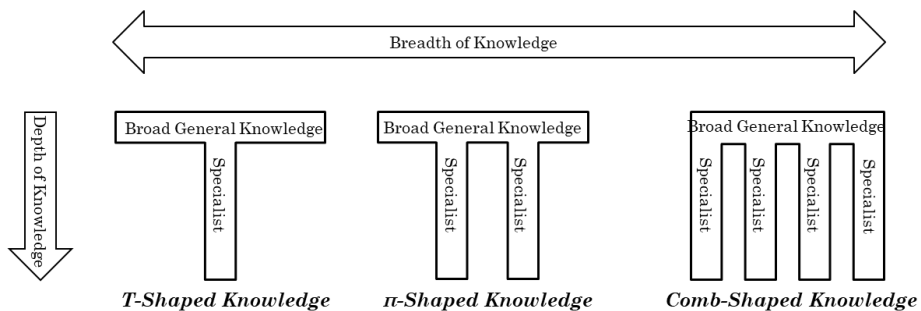 Breadth of Knowledge
Depth of Knowledge
Broad General Knowledge
Specialist
T-Shaped Knowledge
Broad General Knowledge
Specialist
Specialist
π-Shaped Knowledge
Broad General Knowledge
Specialist
Specialist
Specialist
Specialist
Comb-Shaped Knowledge